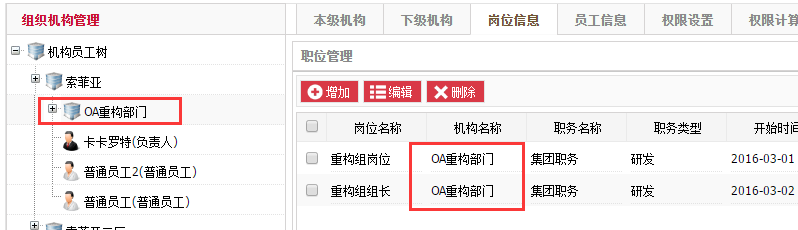 组织机构管理
机构员工树
索菲亚
OA重构部门
卡卡罗特(负责人)
普通员工2(普通员工)
普通员工(普通员工)
本级机构 下级机构 岗位信息 员工信息 权限设置 权限计算
职位管理
增加 编辑 删除
岗位名称 机构名称 职务名称 职务类型 开始时间
重构组岗位 OA重构部门 集团职务 研发 2016-03-01
重构组组长 OA重构部门 集团职务 研发 2016-03-02